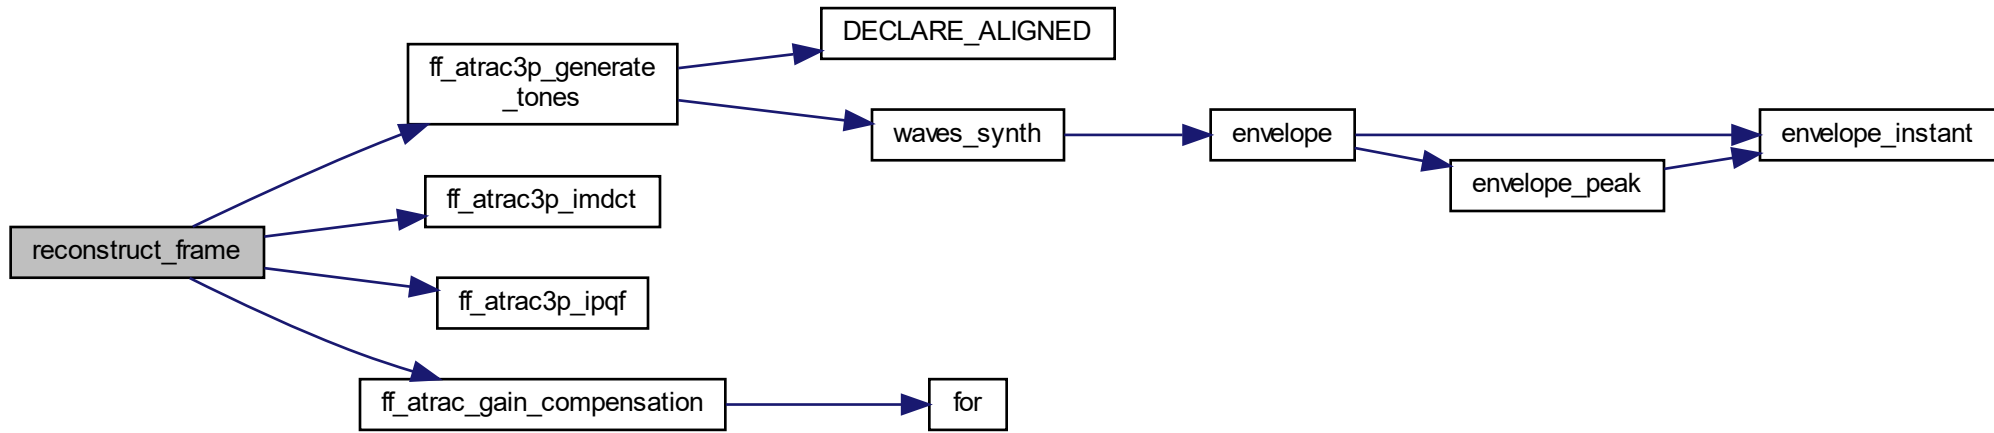 DECLARE_ALIGNED
ff_atrac3p_generate
_tones
waves_synth
envelope
envelope_instant
envelope_peak
ff_atrac3p_imdct
reconstruct_frame
ff_atrac3p_ipqf
ff_atrac_gain_compensation
for